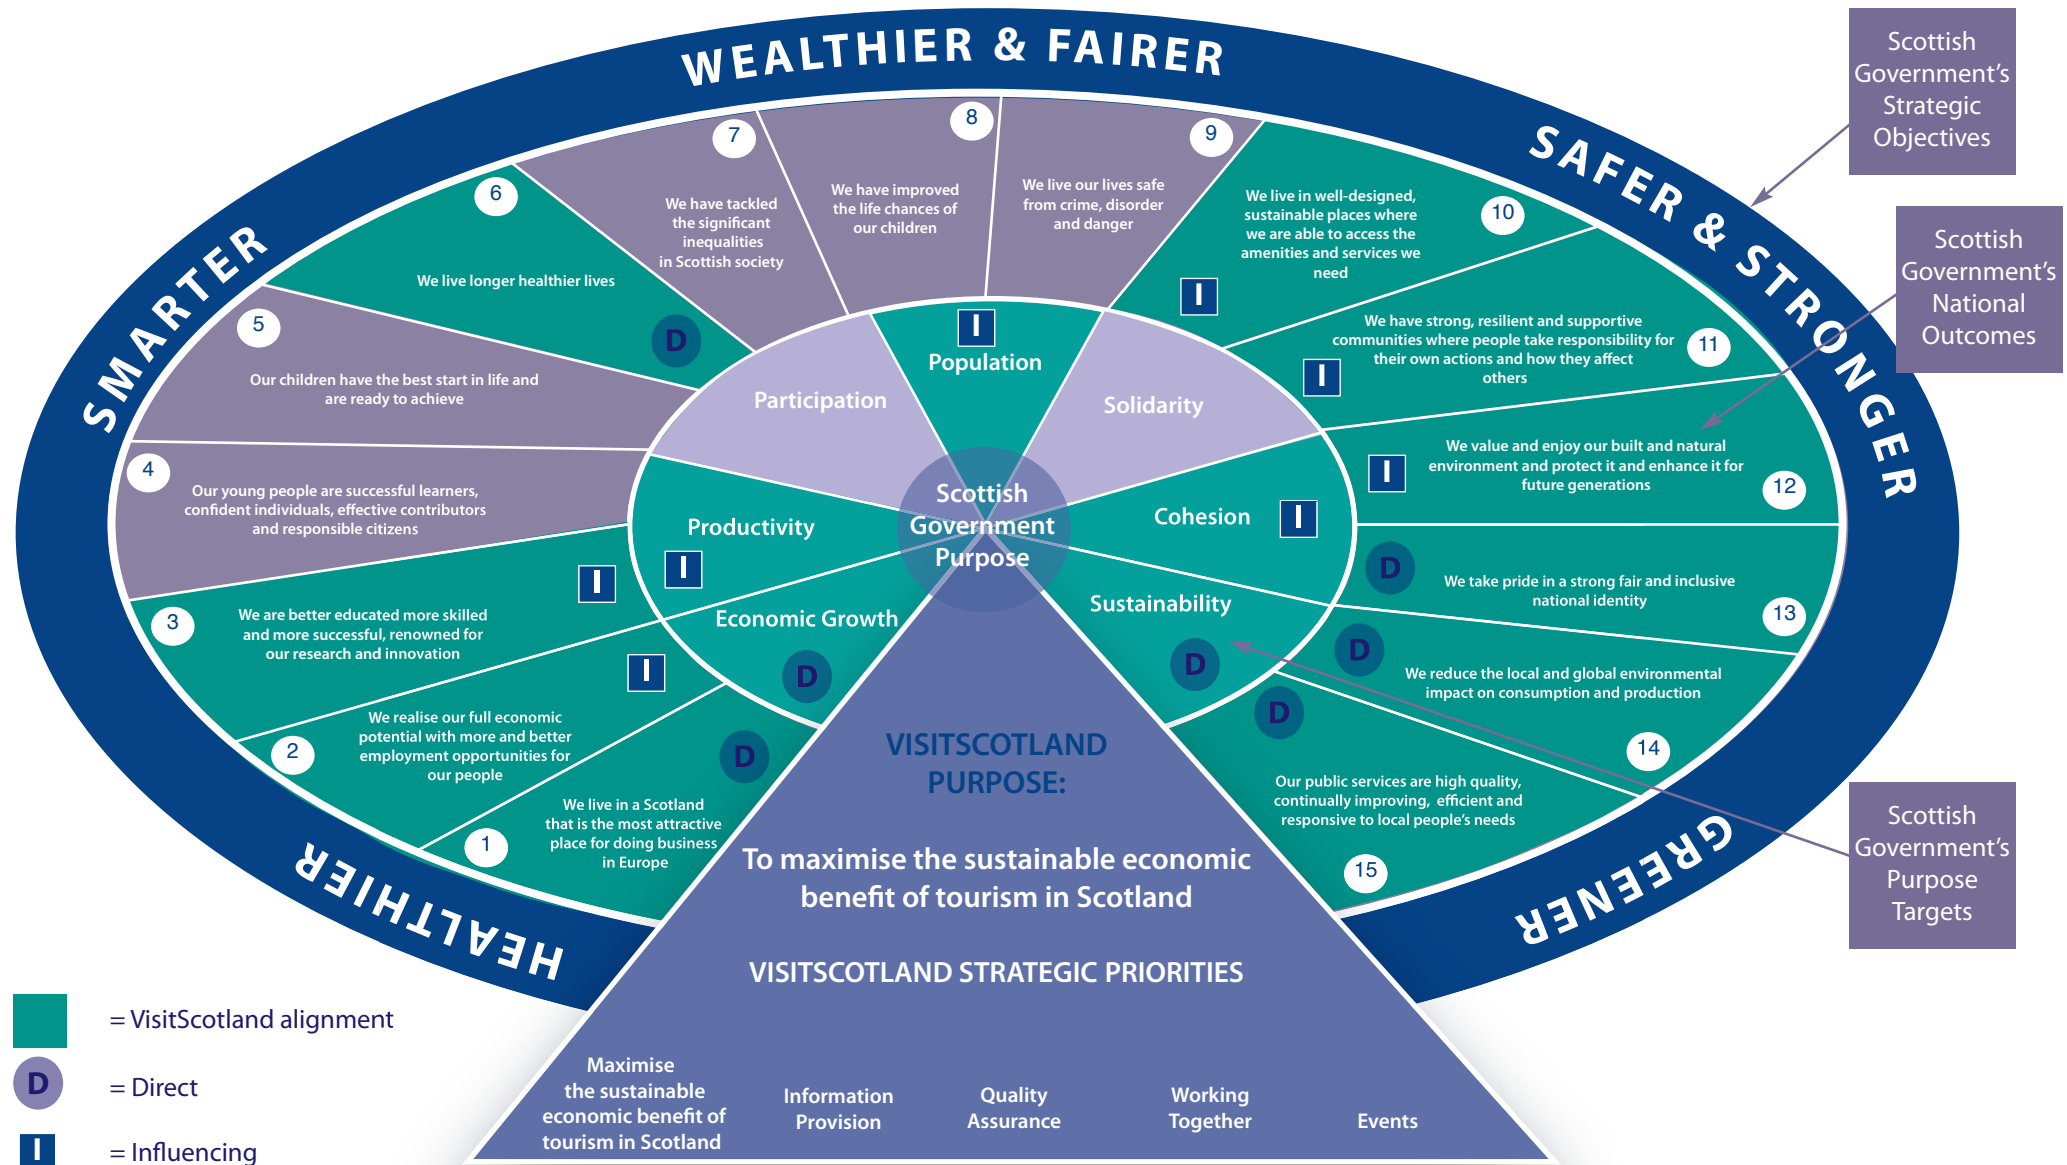 WEALTHIER & FAIRER
SAFER & STRONGER
GREENER
HEALTHIER
SMARTER
Scottish
Government's
Strategic
Objectives
Scottish
Government's
National
Outcomes
Scottish
Government's
Purpose
Targets
1
We live in a Scotland
that is the most attractive
place for doing business
in Europe
D
2
We realise our full economic
potential with more and better
employment opportunities for
our people
I
3
We are better educated more skilled
and more successful, renowned for
our research and innovation
I
4
Our young people are successful learners,
confident individuals, effective contributors
and responsible citizens
5
Our children have the best start in life and
are ready to achieve
6
We live longer healthier lives
D
7
We have tackled
the significant
inequalities
in Scottish society
8
We have improved
the life chances of
our children
9
We live our lives safe
from crime, disorder
and danger
10
We live in well-designed,
sustainable places where
we are able to access the
amenities and services we
need
I
11
We have strong, resilient and supportive
communities where people take responsibility for
their own actions and how they affect
others
I
12
We value and enjoy our built and natural
environment and protect it and enhance it for
future generations
I
13
We take pride in a strong fair and inclusive
national identity
D
14
We reduce the local and global environmental
impact on consumption and production
D
15
Our public services are high quality,
continually improving, efficient and
responsive to local people's needs
D
Economic Growth
D
Productivity
I
Participation
I
Population
Solidarity
Cohesion
I
Sustainability
D
Scottish
Government
Purpose
VISITSCOTLAND
PURPOSE:
To maximise the sustainable economic
benefit of tourism in Scotland
VISITSCOTLAND STRATEGIC PRIORITIES
Maximise
the sustainable
economic benefit of
tourism in Scotland
Information
Provision
Quality
Assurance
Working
Together
Events
= VisitScotland alignment
D = Direct
I = Influencing